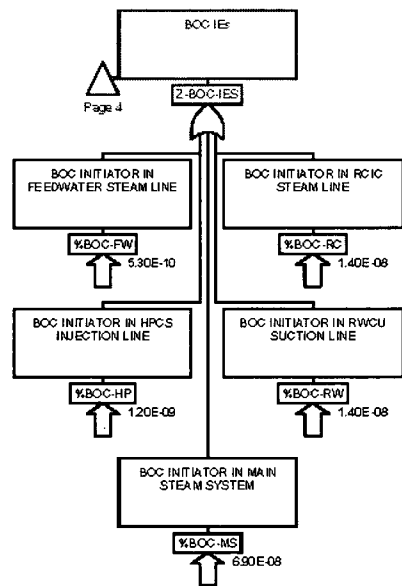 BOC IEs
Page 4
Z-BOC-IES
BOC INITIATOR IN
FEEDWATER STEAM LINE
%BOC-FW
5.30E-10
BOC INITIATOR IN RCIC
STEAM LINE
%BOC-RC
1.40E-08
BOC INITIATOR IN HPCS
INJECTION LINE
%BOC-HP
1.20E-09
BOC INITIATOR IN RWCU
SUCTION LINE
%BOC-RW
1.40E-08
BOC INITIATOR IN MAIN
STEAM SYSTEM
%BOC-MS
6.90E-08